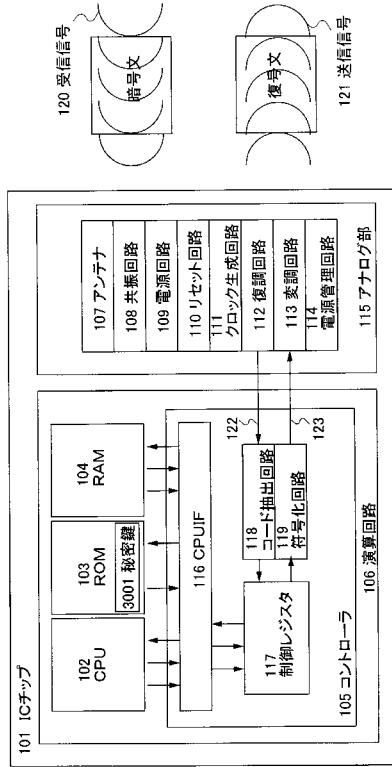 101 ICチップ
102
CPU
103
ROM
3001 秘密鍵
104
RAM
116 CPUIF
117
制御レジスタ
118
コード抽出回路
119
符号化回路
105 コントローラ
106 演算回路
122
123
107 アンテナ
108 共振回路
109 電源回路
110 リセット回路
111
クロック生成回路
112 復調回路
113 変調回路
114
電源管理回路
115 アナログ部
120 受信信号
暗号文
復号文
121 送信信号